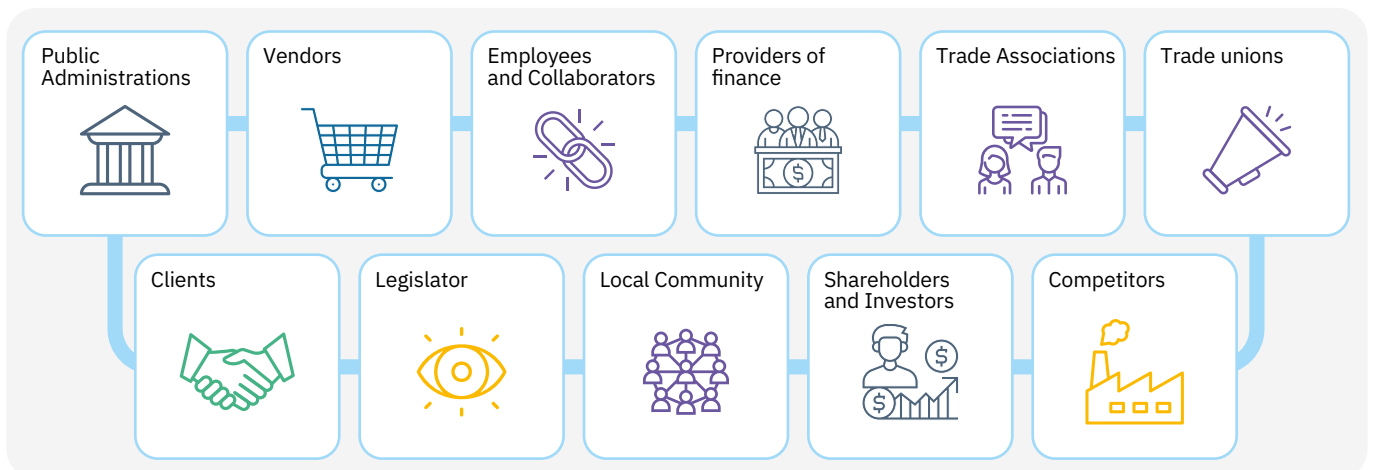 Public
Administrations
Vendors
Employees
and Collaborators
Providers of
finance
Trade Associations
Trade unions
$
Clients
Legislator
Local Community
Shareholders
and Investors
$
$
Competitors